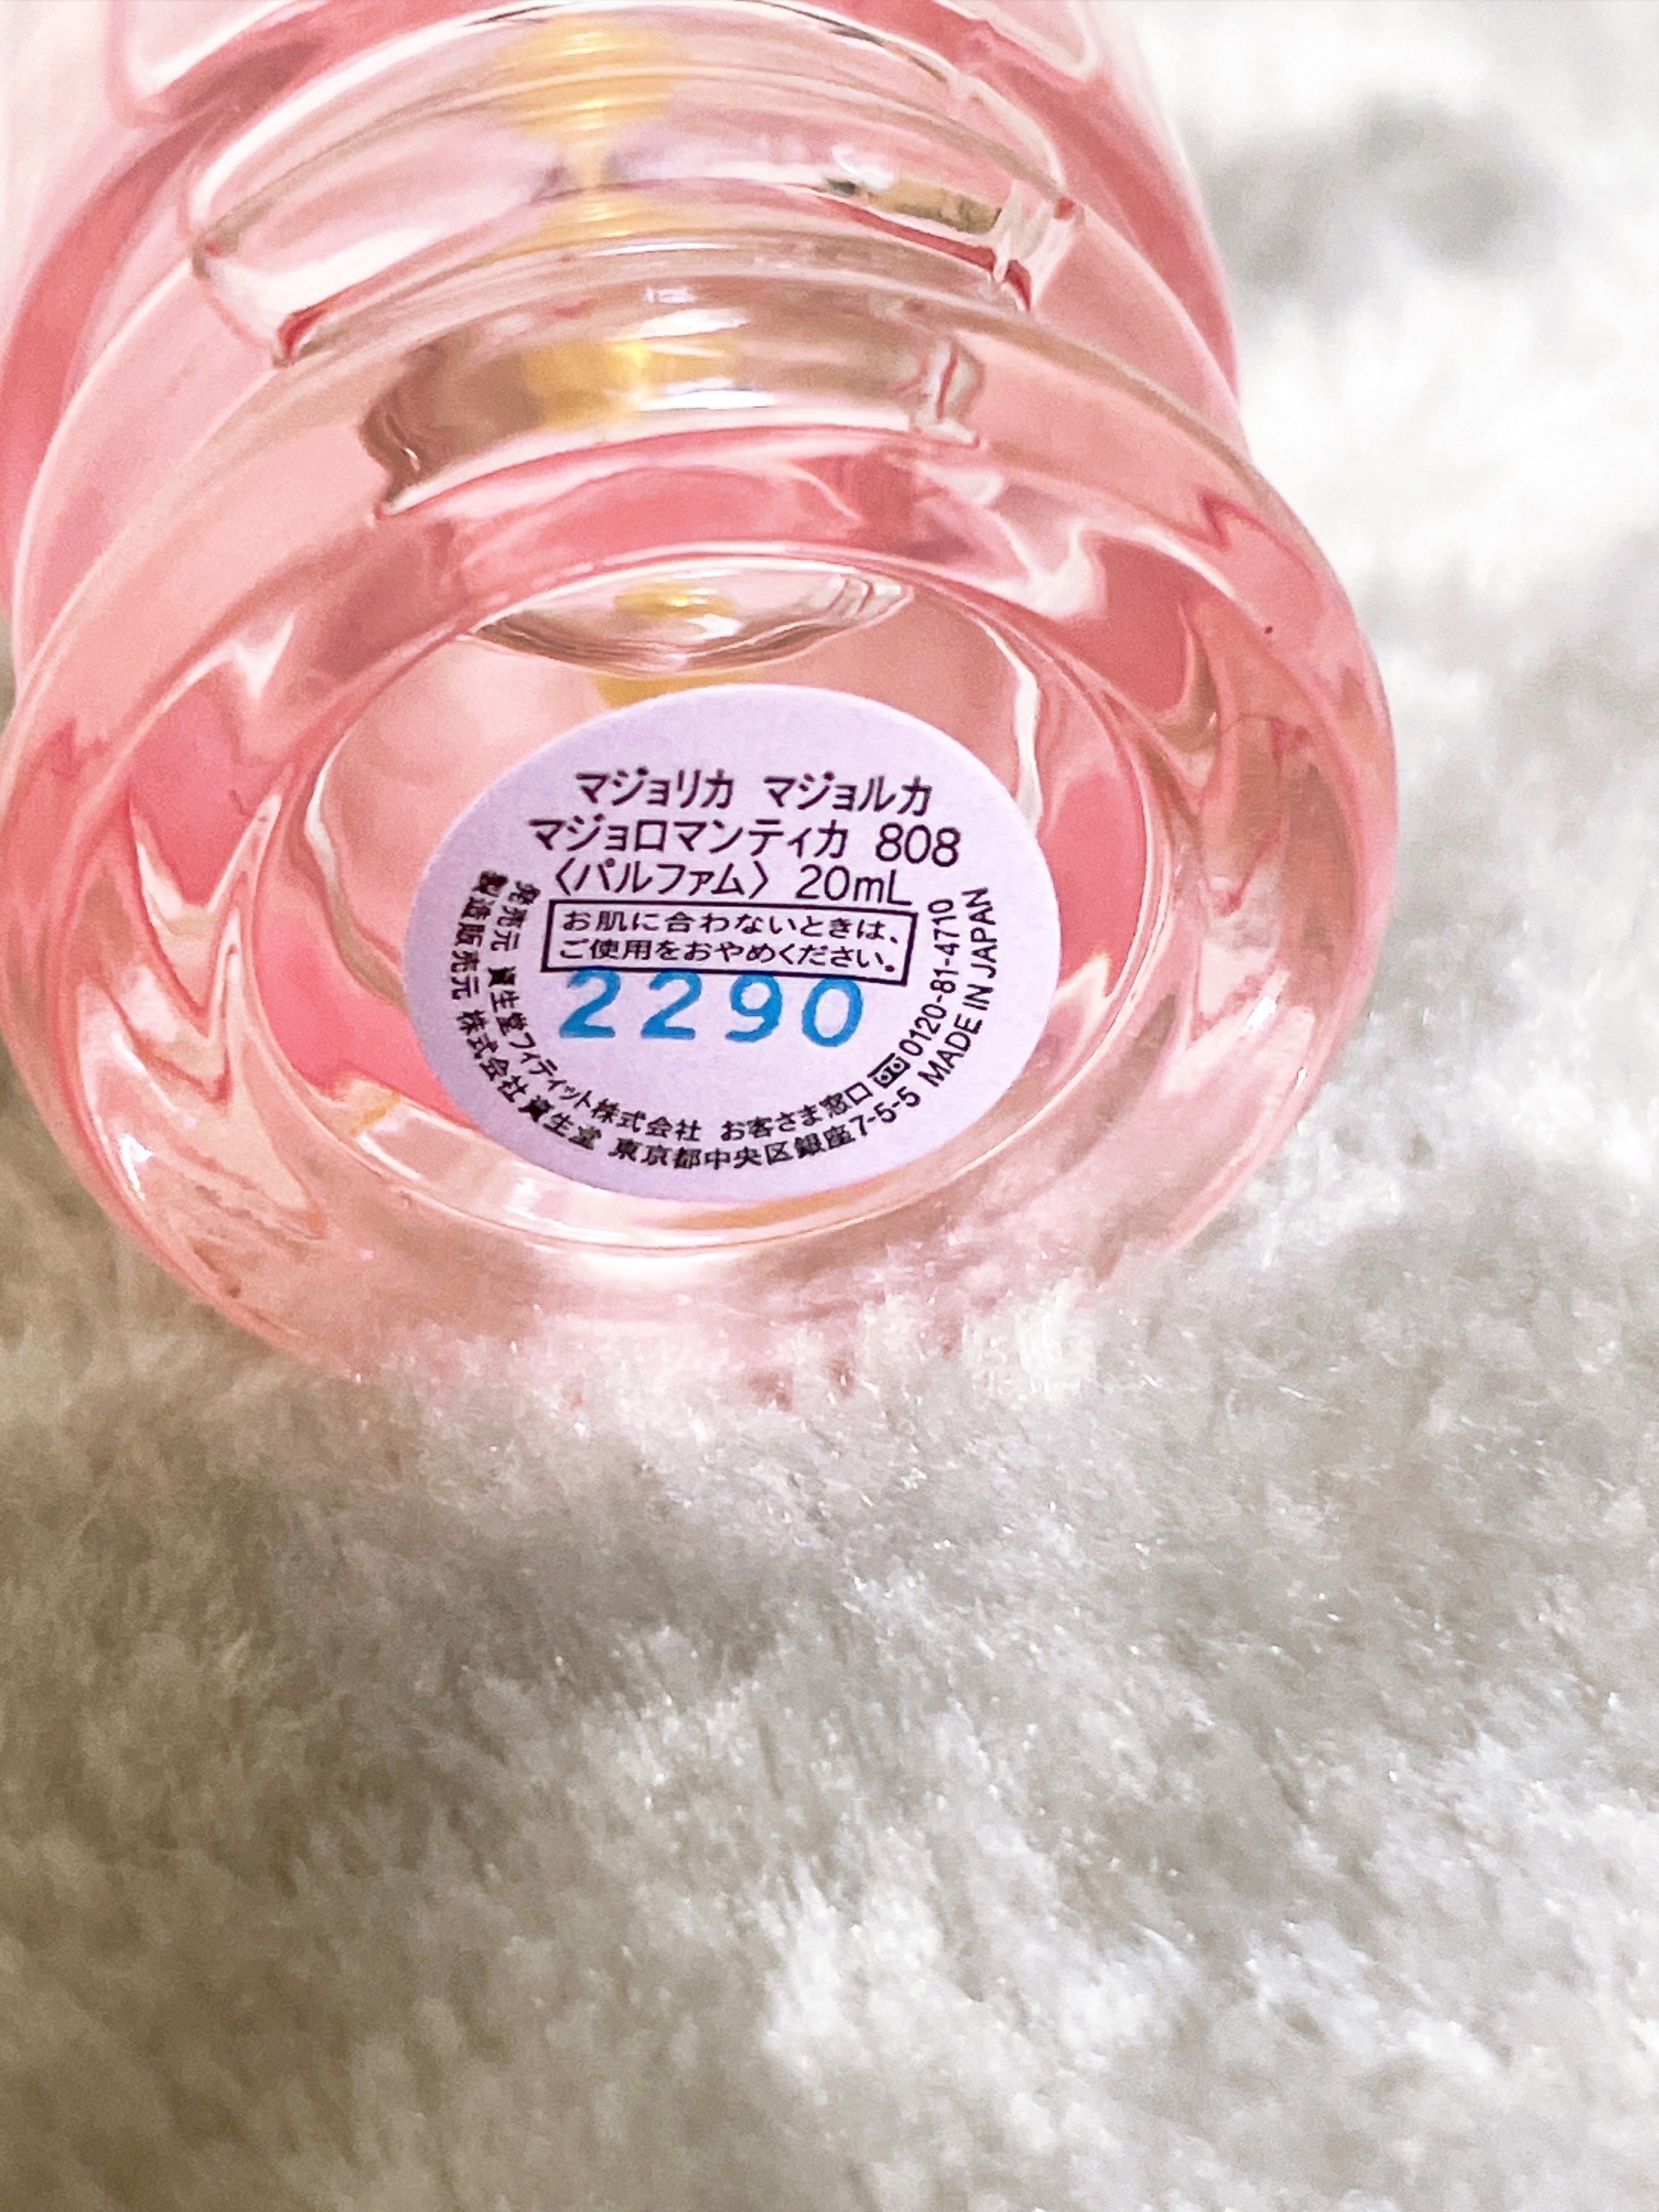 マジョリカ マジョルカ
マジョロマンティカ 808
〈パルファム〉 20mL
お肌に合わないときは、
ご使用をおやめください。
2290
発売元 資生堂フィティット株式会社 お客さま窓口 0120-81-4710
製造販売元 株式会社 資生堂 東京都中央区銀座7-5-5 MADE IN JAPAN